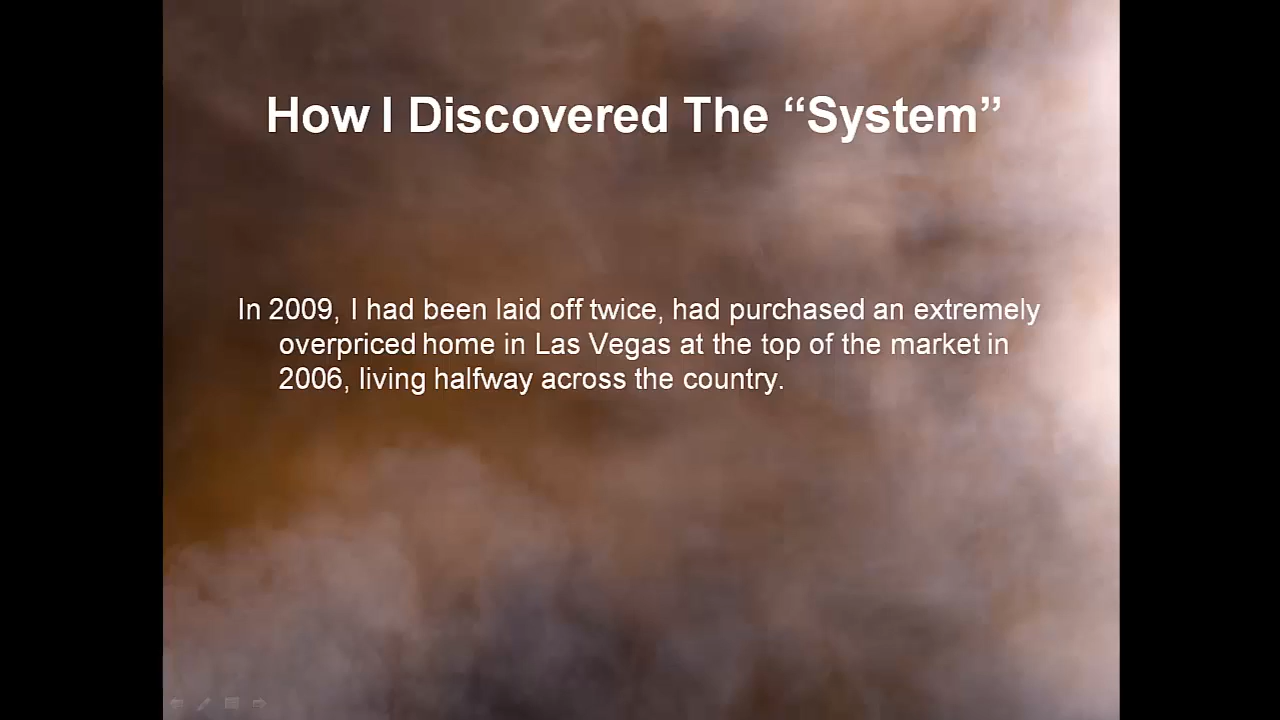 How I Discovered The “System”
In 2009, I had been laid off twice, had purchased an extremely
overpriced home in Las Vegas at the top of the market in
2006, living halfway across the country.